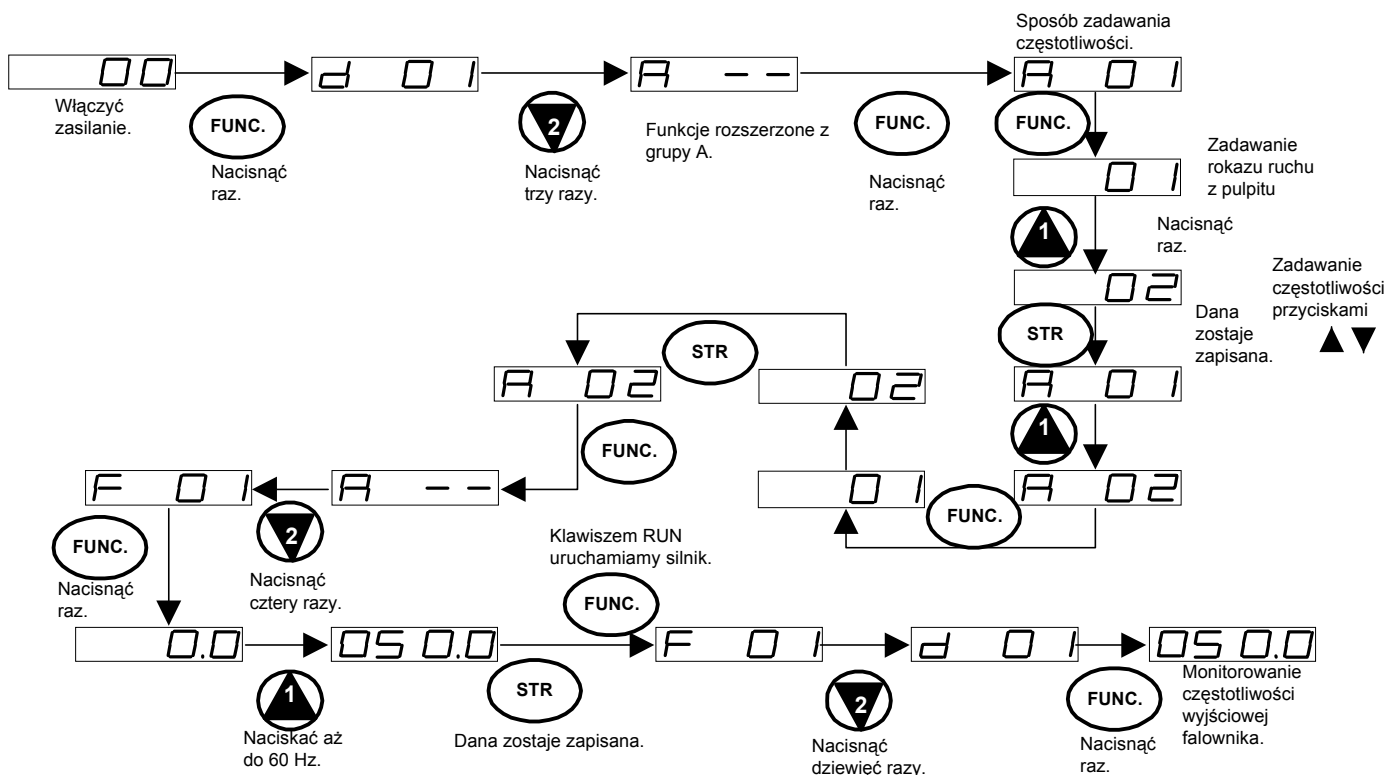 Sposób zadawania
częstotliwości.
00
d 01
A --
A 01
Włączyć
zasilanie.
FUNC.
Nacisnąć
raz.
2
Nacisnąć
trzy razy.
Funkcje rozszerzone z
grupy A.
FUNC.
Nacisnąć
raz.
FUNC.
01
Zadawanie
rokazu ruchu
z pulpitu
1
Nacisnąć
raz.
02
Zadawanie
częstotliwości
przyciskami
▲ ▼
STR
Dana
zostaje
zapisana.
A 01
1
A 02
FUNC.
01
02
STR
A 02
FUNC.
A --
2
Nacisnąć
cztery razy.
F 01
FUNC.
Nacisnąć
raz.
0.0
1
Naciskać aż
do 60 Hz.
050.0
STR
Dana zostaje zapisana.
Klawiszem RUN
uruchamiamy silnik.
FUNC.
F 01
2
Nacisnąć
dziewięć razy.
d 01
FUNC.
Nacisnąć
raz.
050.0
Monitorowanie
częstotliwości
wyjściowej
falownika.